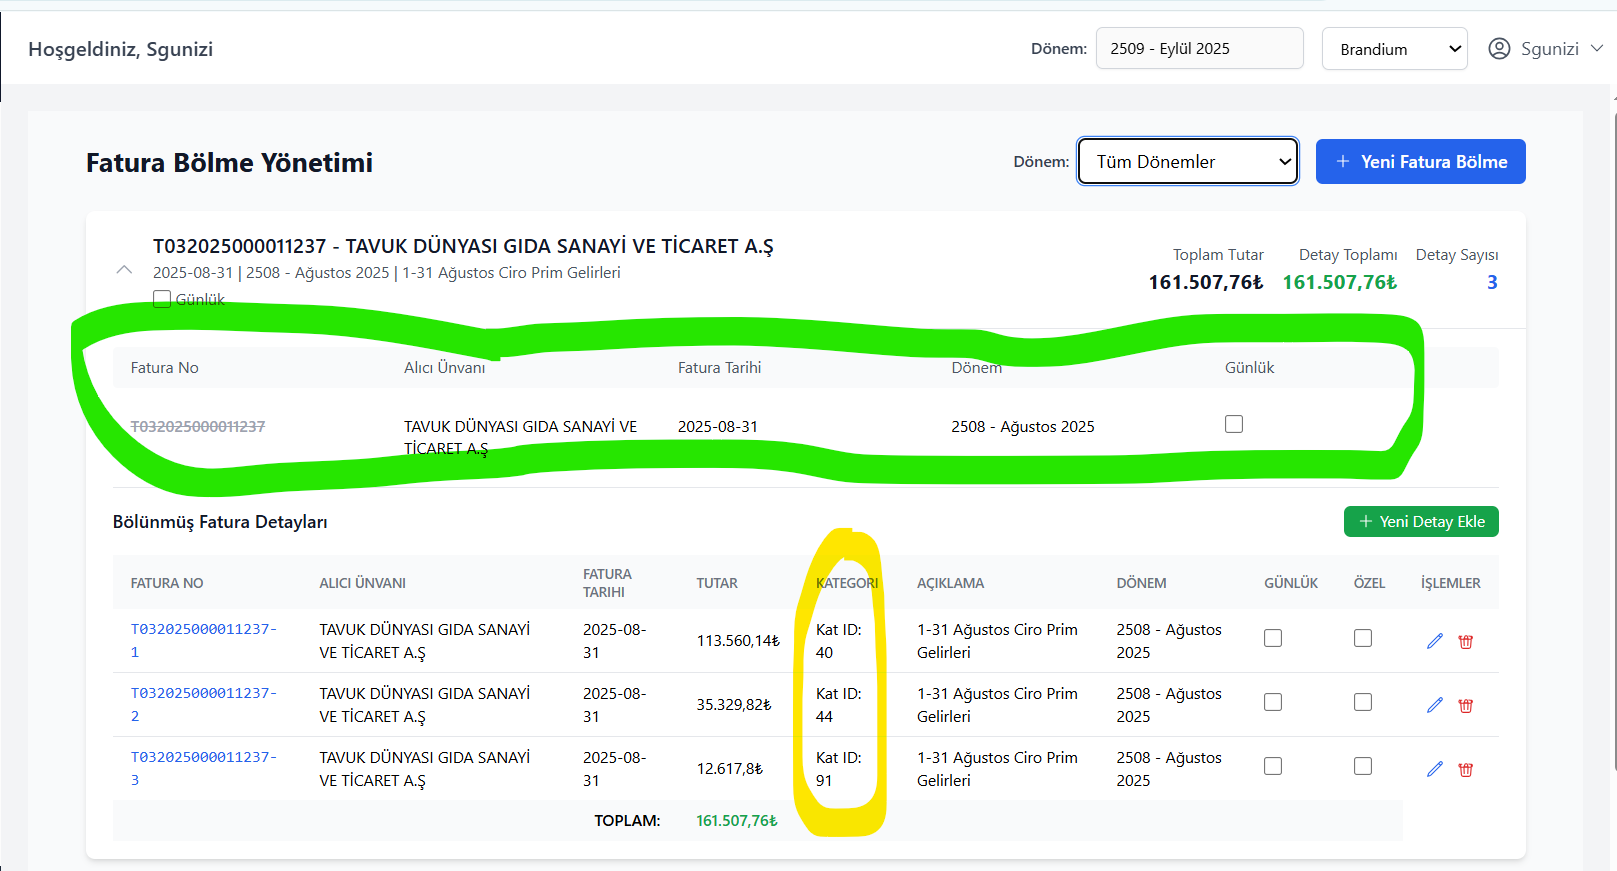 Hoşgeldiniz, Sgunizi
Dönem: 2509 - Eylül 2025 Brandium Sgunizi
Fatura Bölme Yönetimi
Dönem: Tüm Dönemler + Yeni Fatura Bölme
T032025000011237 - TAVUK DÜNYASI GIDA SANAYİ VE TİCARET A.Ş
2025-08-31 | 2508 - Ağustos 2025 | 1-31 Ağustos Ciro Prim Gelirleri
Günlük
Toplam Tutar Detay Toplamı Detay Sayısı
161.507,76₺ 161.507,76₺ 3
Fatura No Alıcı Ünvanı Fatura Tarihi Dönem Günlük
T032025000011237 TAVUK DÜNYASI GIDA SANAYİ VE 2025-08-31 2508 - Ağustos 2025
TİCARET A.Ş
Bölünmüş Fatura Detayları + Yeni Detay Ekle
FATURA NO ALICI ÜNVANI FATURA TARIHI TUTAR KATEGORI AÇIKLAMA DÖNEM GÜNLÜK ÖZEL İŞLEMLER
T032025000011237- TAVUK DÜNYASI GIDA SANAYİ 2025-08- 113.560,14₺ Kat ID: 1-31 Ağustos Ciro Prim 2508 - Ağustos
1 VE TİCARET A.Ş 31 40 Gelirleri 2025
T032025000011237- TAVUK DÜNYASI GIDA SANAYİ 2025-08- 35.329,82₺ Kat ID: 1-31 Ağustos Ciro Prim 2508 - Ağustos
2 VE TİCARET A.Ş 31 44 Gelirleri 2025
T032025000011237- TAVUK DÜNYASI GIDA SANAYİ 2025-08- 12.617,8₺ Kat ID: 1-31 Ağustos Ciro Prim 2508 - Ağustos
3 VE TİCARET A.Ş 31 91 Gelirleri 2025
TOPLAM: 161.507,76₺